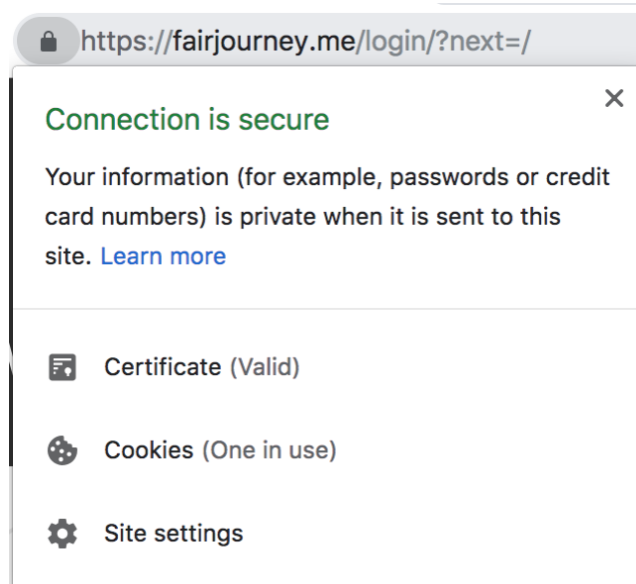 https://fairjourney.me/login/?next=/
Connection is secure
Your information (for example, passwords or credit
card numbers) is private when it is sent to this
site. Learn more
Certificate (Valid)
Cookies (One in use)
Site settings